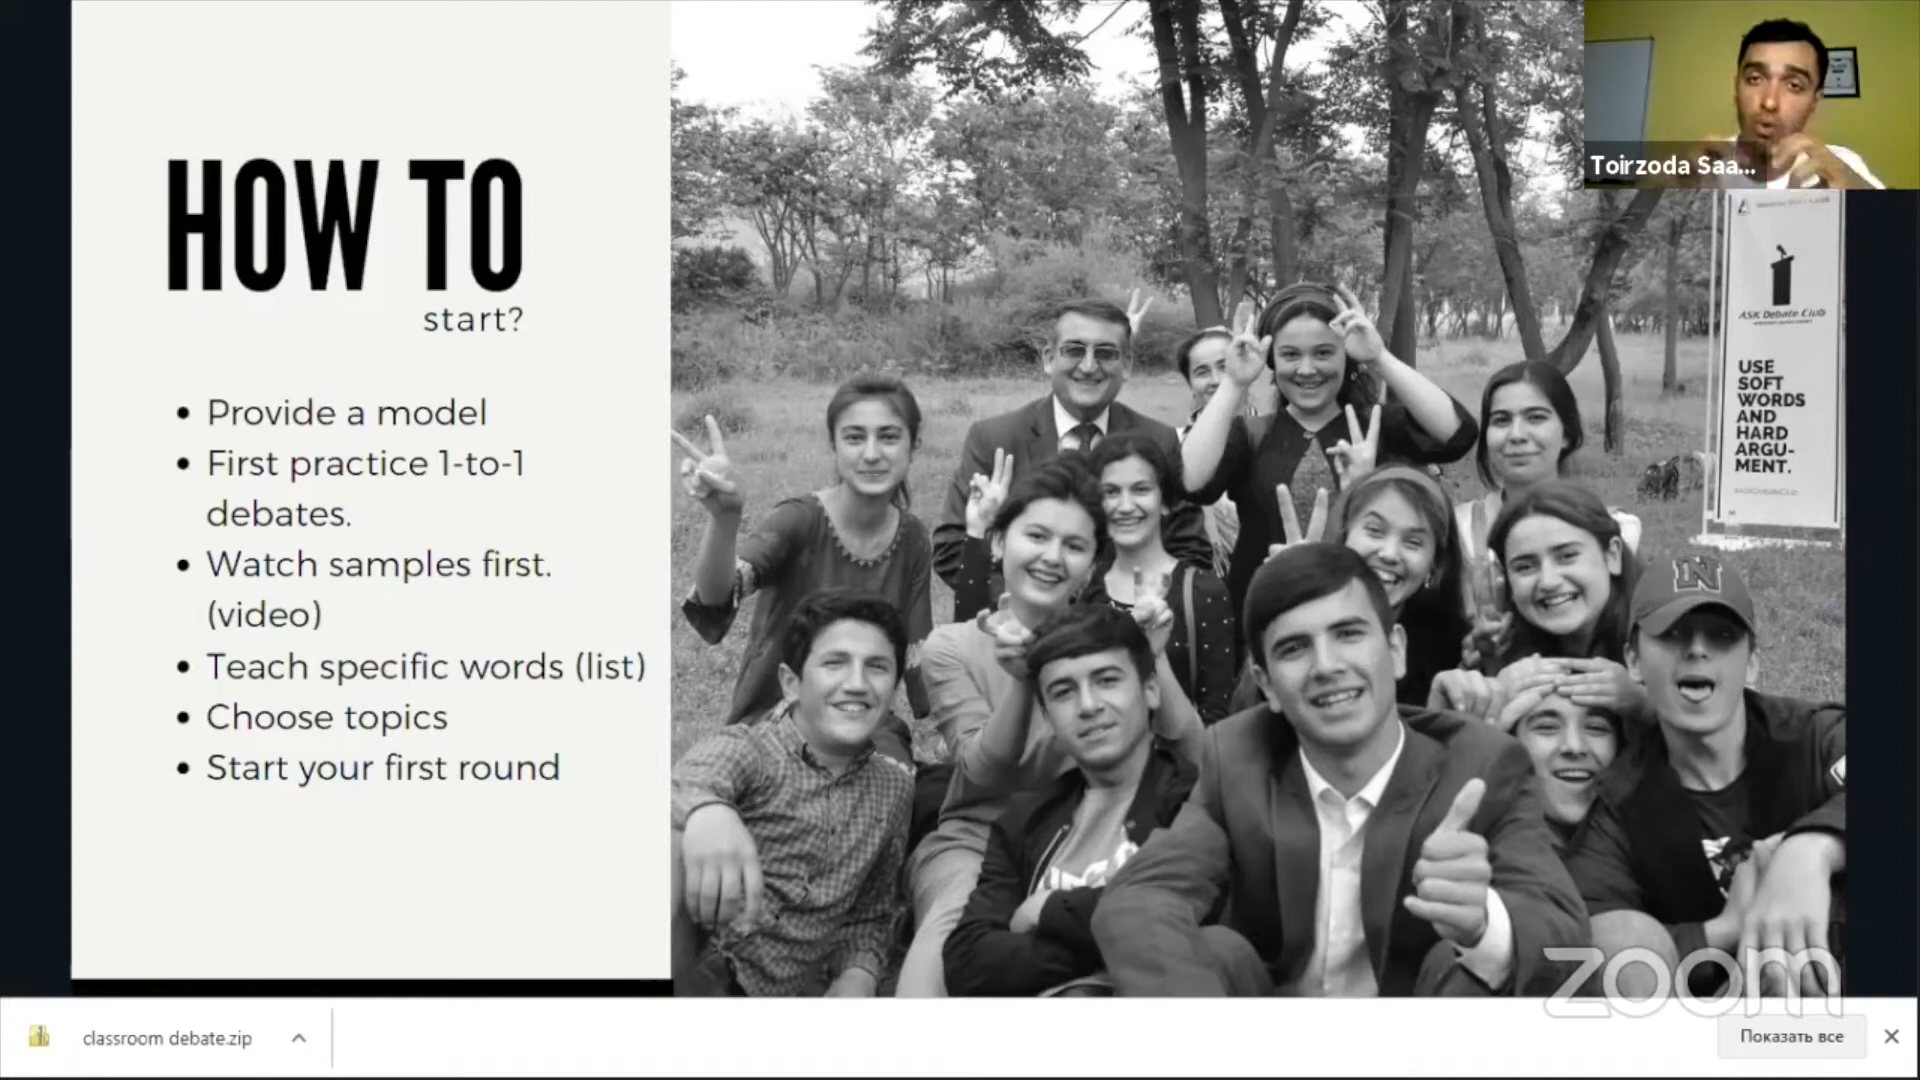 HOW TO
start?
• Provide a model
• First practice 1-to-1
debates.
• Watch samples first.
(video)
• Teach specific words (list)
• Choose topics
• Start your first round
Toirzoda Saa...
ASK Debate Club
USE
SOFT
WORDS
AND
HARD
ARGU-
MENT.
N
zoom
classroom debate.zip
Показать все